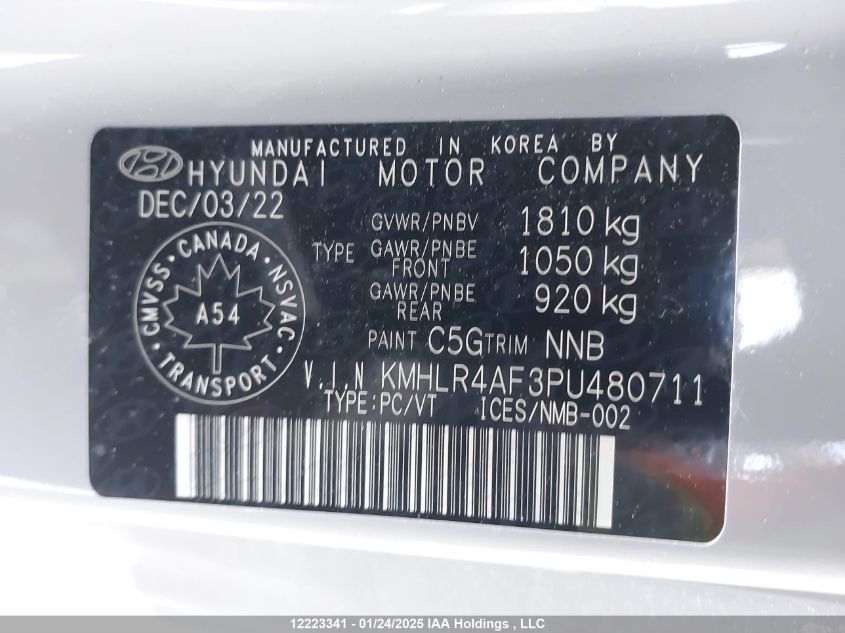 MANUFACTURED IN KOREA BY
HYUNDAI MOTOR COMPANY
DEC/03/22
GVWR/PNBV 1810 kg
TYPE GAWR/PNBE FRONT 1050 kg
GAWR/PNBE REAR 920 kg
CANADA
CMVSS NSVAC
A54
TRANSPORT
PAINT C5G TRIM NNB
V.I.N KMHLR4AF3PU480711
TYPE:PC/VT ICES/NMB-002
12223341 - 01/24/2025 IAA Holdings , LLC